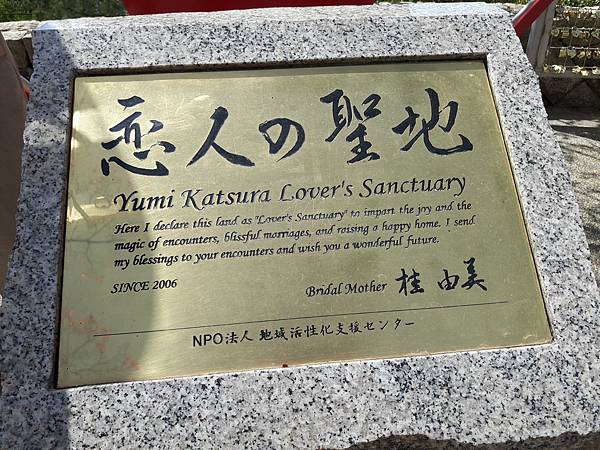 恋人の聖地
Yumi Katsura Lover's Sanctuary
Here I declare this land as "Lover's Sanctuary" to impart the joy and the
magic of encounters, blissful marriages, and raising a happy home. I send
my blessings to your encounters and wish you a wonderful future.
SINCE 2006
Bridal Mother 桂由美
NPO法人 地域活性化支援センター